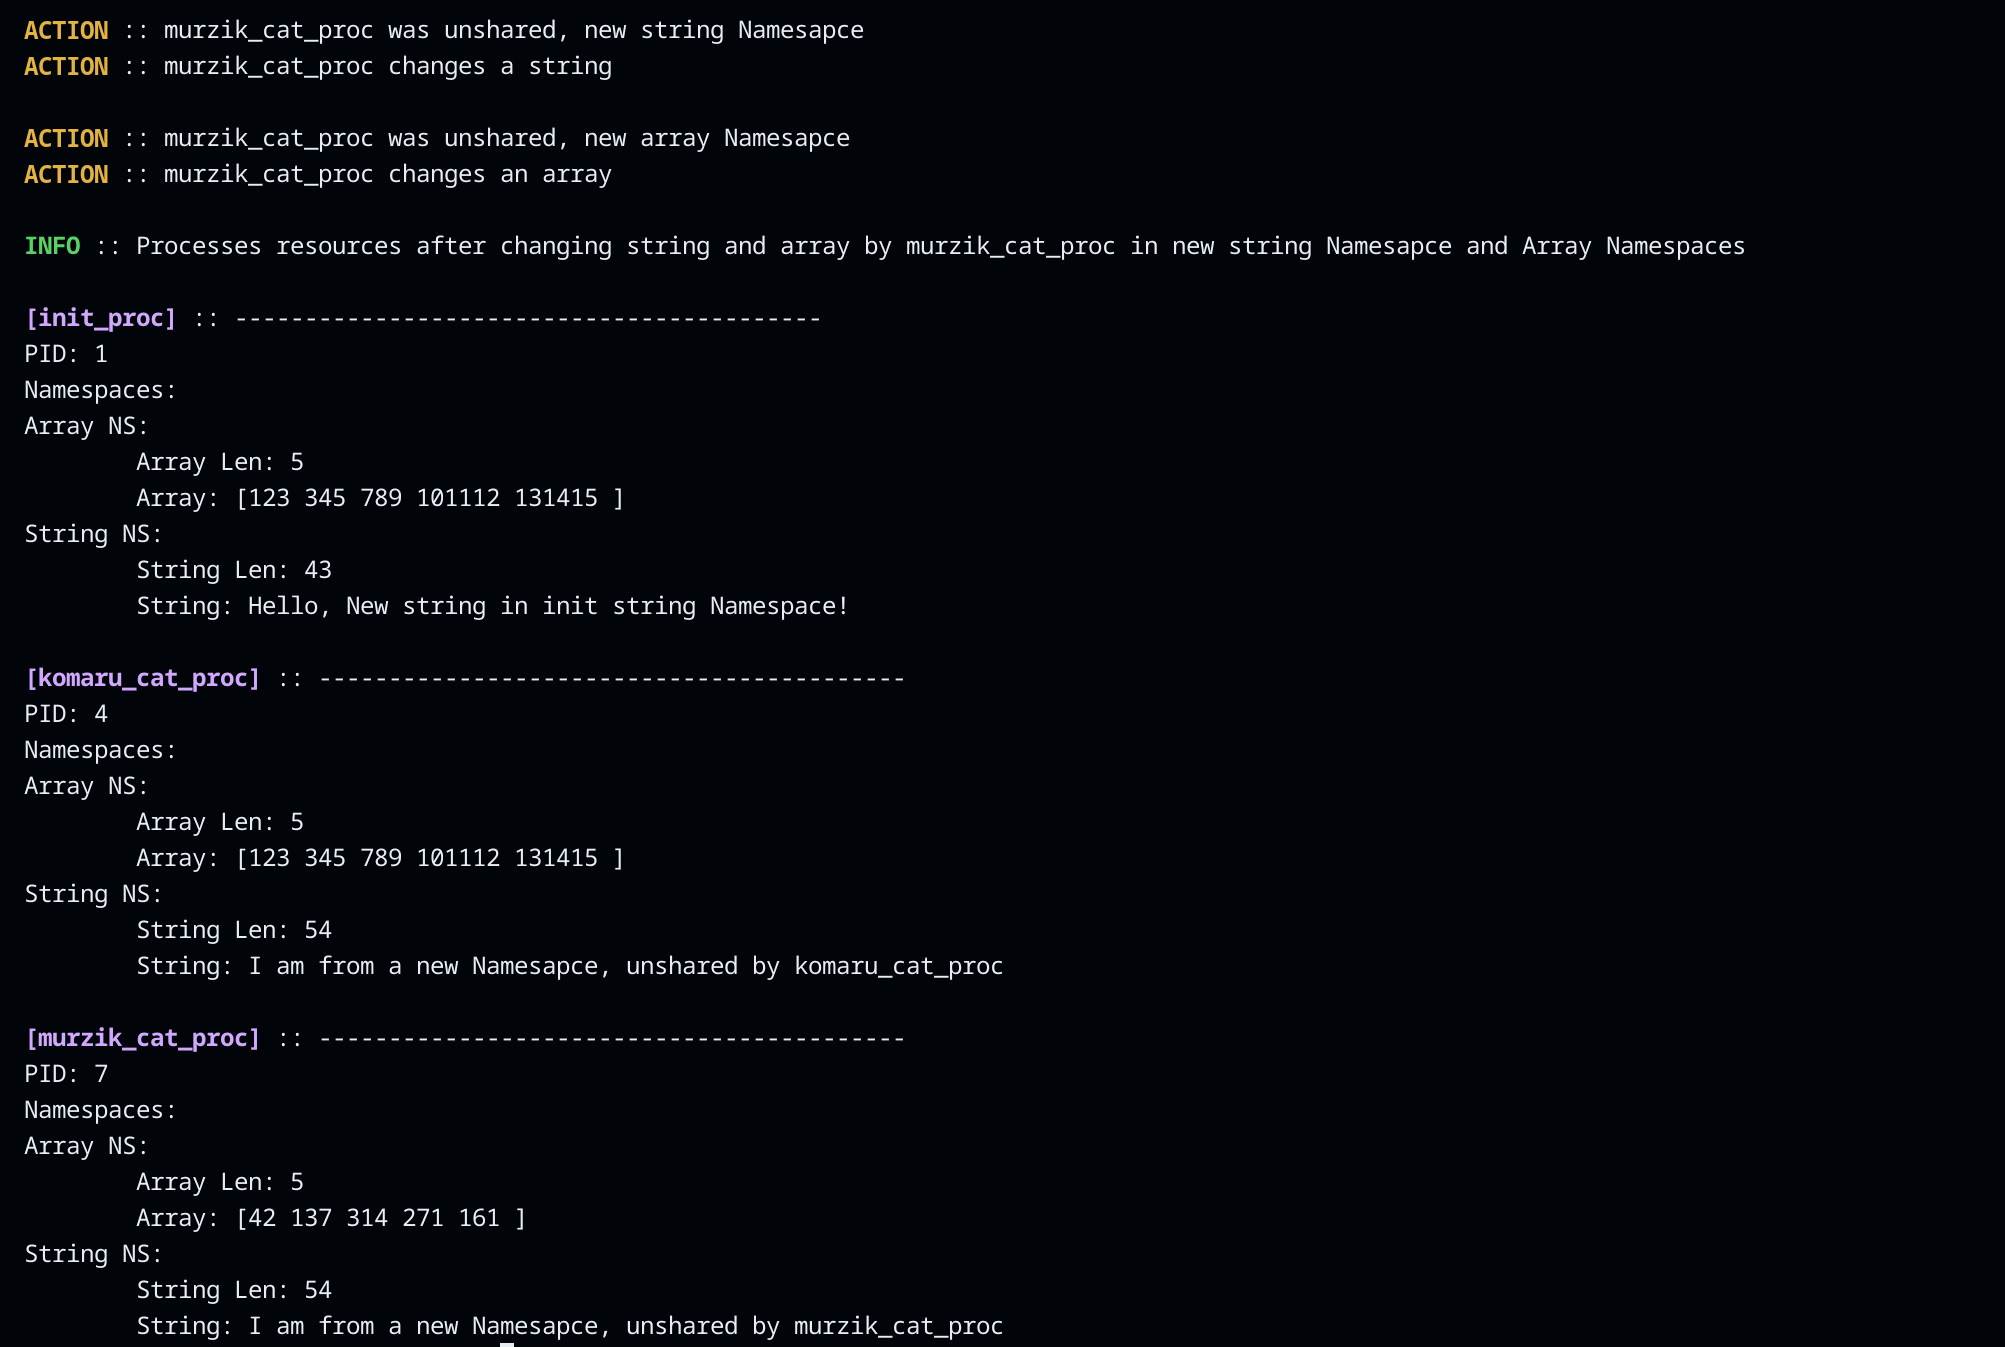 ACTION :: murzik_cat_proc was unshared, new string Namesapce
ACTION :: murzik_cat_proc changes a string
ACTION :: murzik_cat_proc was unshared, new array Namesapce
ACTION :: murzik_cat_proc changes an array
INFO :: Processes resources after changing string and array by murzik_cat_proc in new string Namesapce and Array Namespaces
[init_proc] :: ------------------------------------------
PID: 1
Namespaces:
Array NS:
Array Len: 5
Array: [123 345 789 101112 131415 ]
String NS:
String Len: 43
String: Hello, New string in init string Namespace!
[komaru_cat_proc] :: ------------------------------------------
PID: 4
Namespaces:
Array NS:
Array Len: 5
Array: [123 345 789 101112 131415 ]
String NS:
String Len: 54
String: I am from a new Namesapce, unshared by komaru_cat_proc
[murzik_cat_proc] :: ------------------------------------------
PID: 7
Namespaces:
Array NS:
Array Len: 5
Array: [42 137 314 271 161 ]
String NS:
String Len: 54
String: I am from a new Namesapce, unshared by murzik_cat_proc